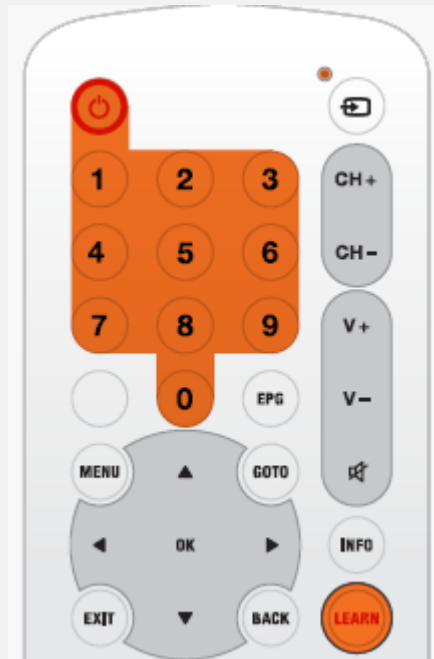 1 2 3 CH+
4 5 6 CH-
7 8 9 V+
0 EPG V-
MENU GOTO
OK INFO
EXIT BACK LEARN